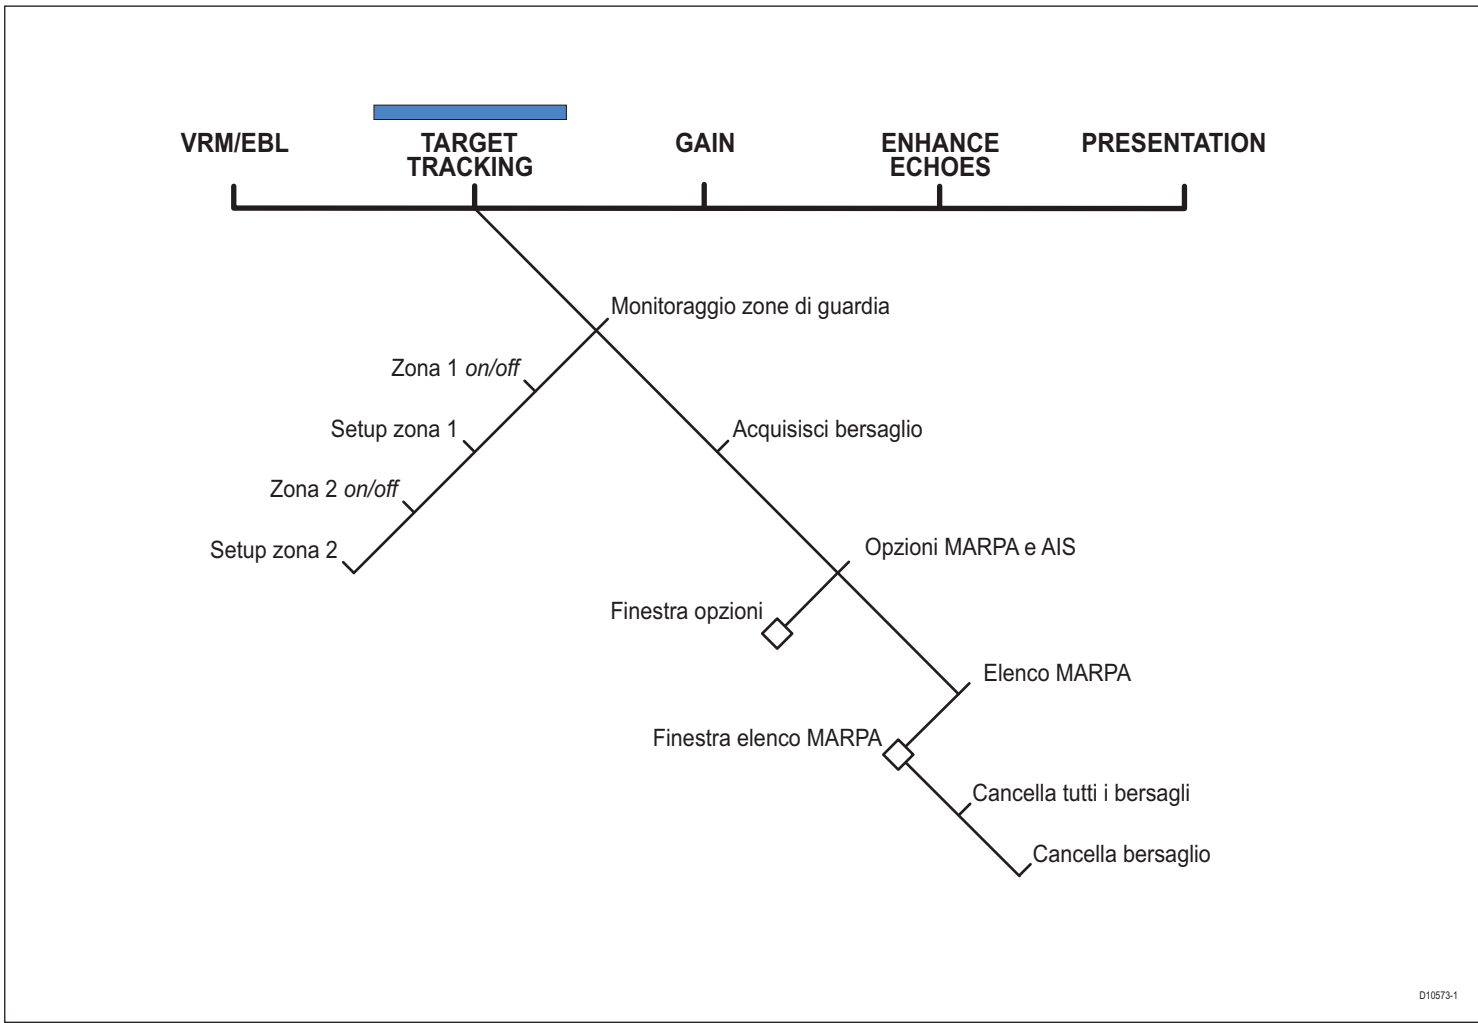 VRM/EBL
TARGET
TRACKING
GAIN
ENHANCE
ECHOES
PRESENTATION
Monitoraggio zone di guardia
Zona 1 on/off
Setup zona 1
Zona 2 on/off
Setup zona 2
Acquisisci bersaglio
Opzioni MARPA e AIS
Finestra opzioni
Elenco MARPA
Finestra elenco MARPA
Cancella tutti i bersagli
Cancella bersaglio
D10573-1